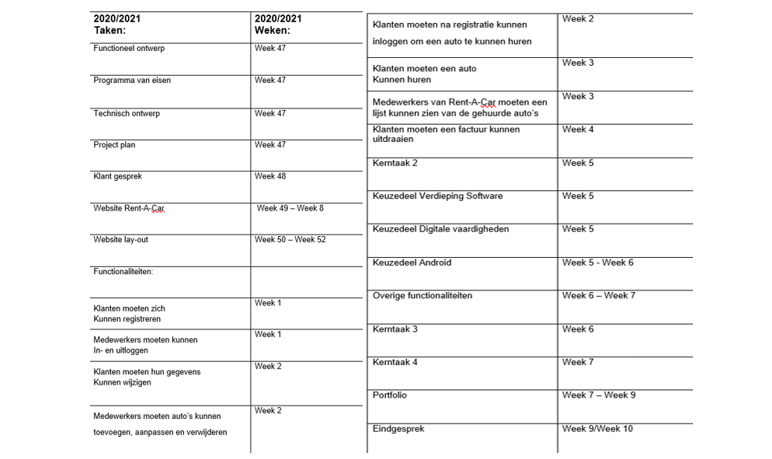 2020/2021
Taken:
2020/2021
Weken:
Functioneel ontwerp
Week 47
Programma van eisen
Week 47
Technisch ontwerp
Week 47
Project plan
Week 47
Klant gesprek
Week 48
Website Rent-A-Car
Week 49 – Week 8
Website lay-out
Week 50 – Week 52
Functionaliteiten:
Klanten moeten zich
Kunnen registreren
Week 1
Medewerkers moeten kunnen
In- en uitloggen
Week 1
Klanten moeten hun gegevens
Kunnen wijzigen
Week 2
Medewerkers moeten auto's kunnen
toevoegen, aanpassen en verwijderen
Week 2
Klanten moeten na registratie kunnen
inloggen om een auto te kunnen huren
Week 2
Klanten moeten een auto
Kunnen huren
Week 3
Medewerkers van Rent-A-Car moeten een
lijst kunnen zien van de gehuurde auto's
Week 3
Klanten moeten een factuur kunnen
uitdraaien
Week 4
Kerntaak 2
Week 5
Keuzedeel Verdieping Software
Week 5
Keuzedeel Digitale vaardigheden
Week 5
Keuzedeel Android
Week 5 - Week 6
Overige functionaliteiten
Week 6 – Week 7
Kerntaak 3
Week 6
Kerntaak 4
Week 7
Portfolio
Week 7 – Week 9
Eindgesprek
Week 9/Week 10